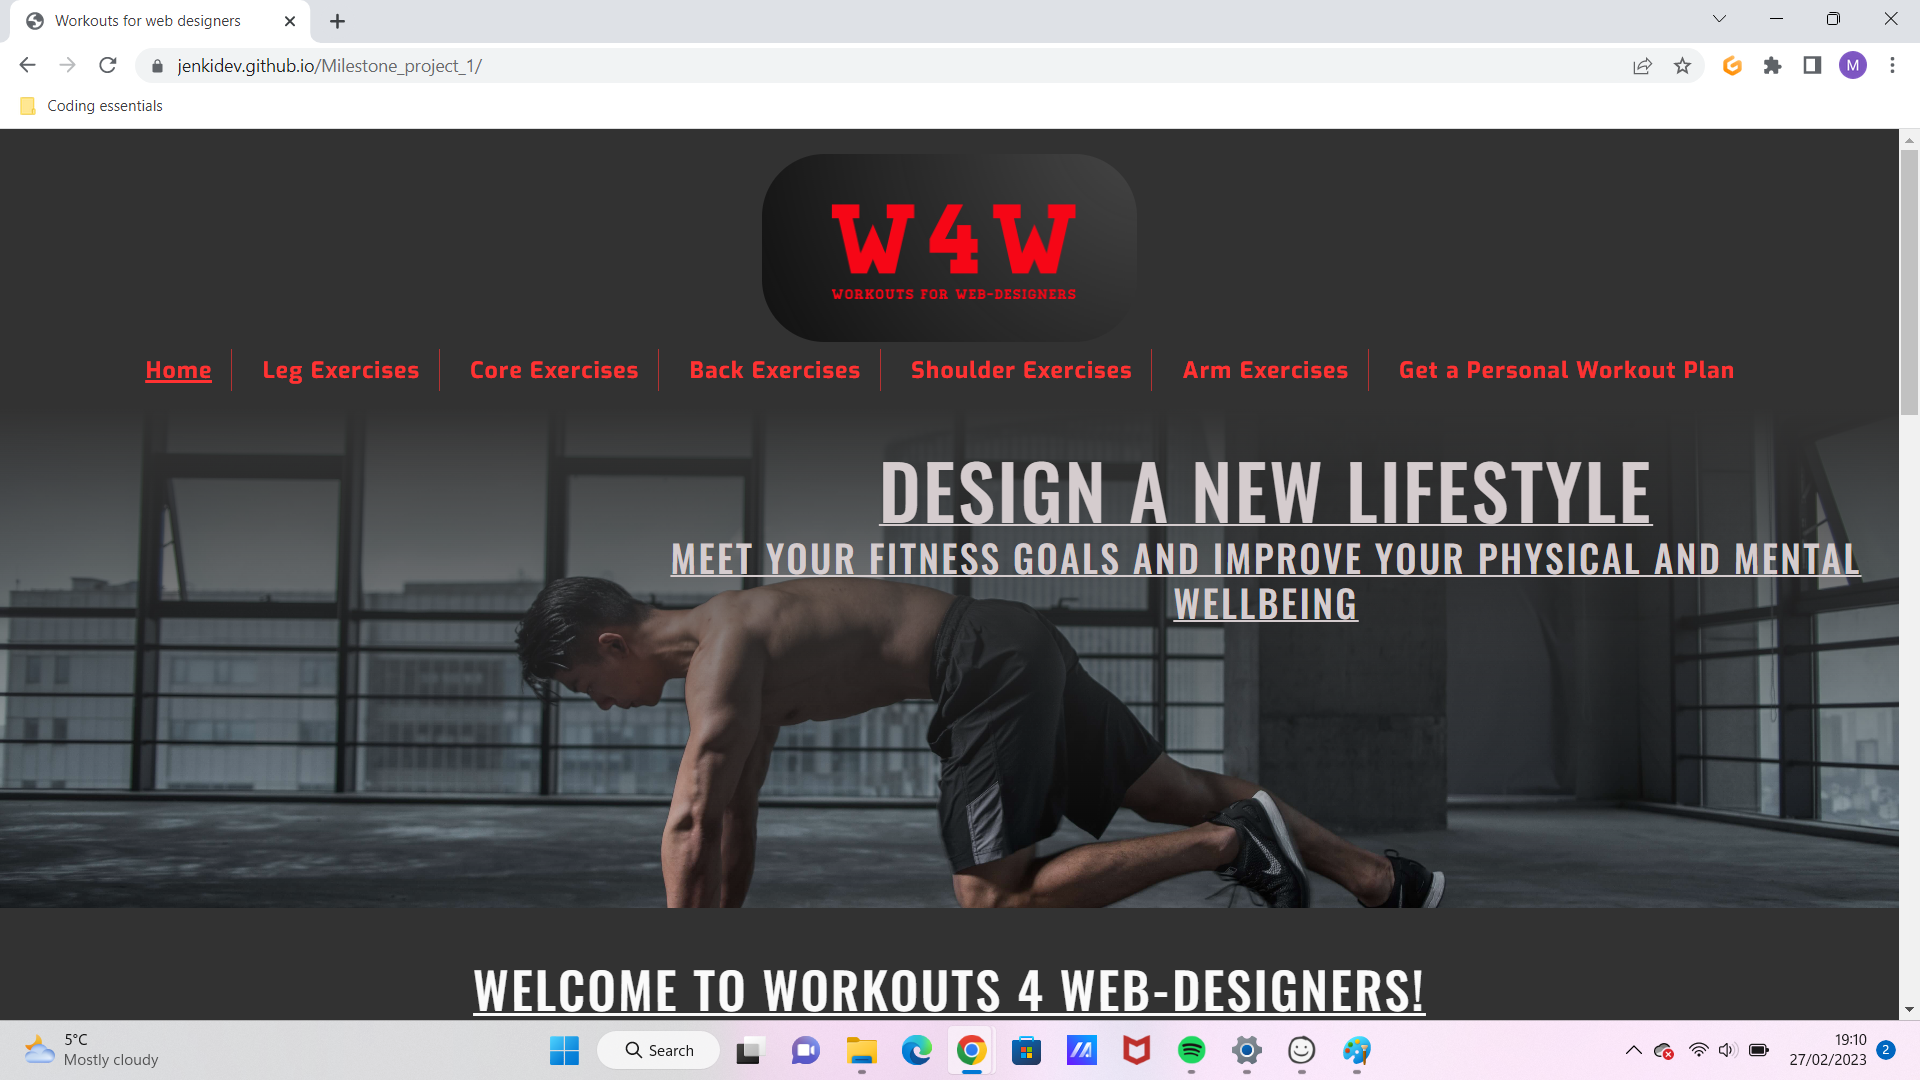 Workouts for web designers
jenkidev.github.io/Milestone_project_1/
M
Coding essentials
W4W
WORKOUTS FOR WEB-DESIGNERS
Home Leg Exercises Core Exercises Back Exercises Shoulder Exercises Arm Exercises Get a Personal Workout Plan
DESIGN A NEW LIFESTYLE
MEET YOUR FITNESS GOALS AND IMPROVE YOUR PHYSICAL AND MENTAL
WELLBEING
WELCOME TO WORKOUTS 4 WEB-DESIGNERS!
5°C
Mostly cloudy
Search
19:10
27/02/2023
2